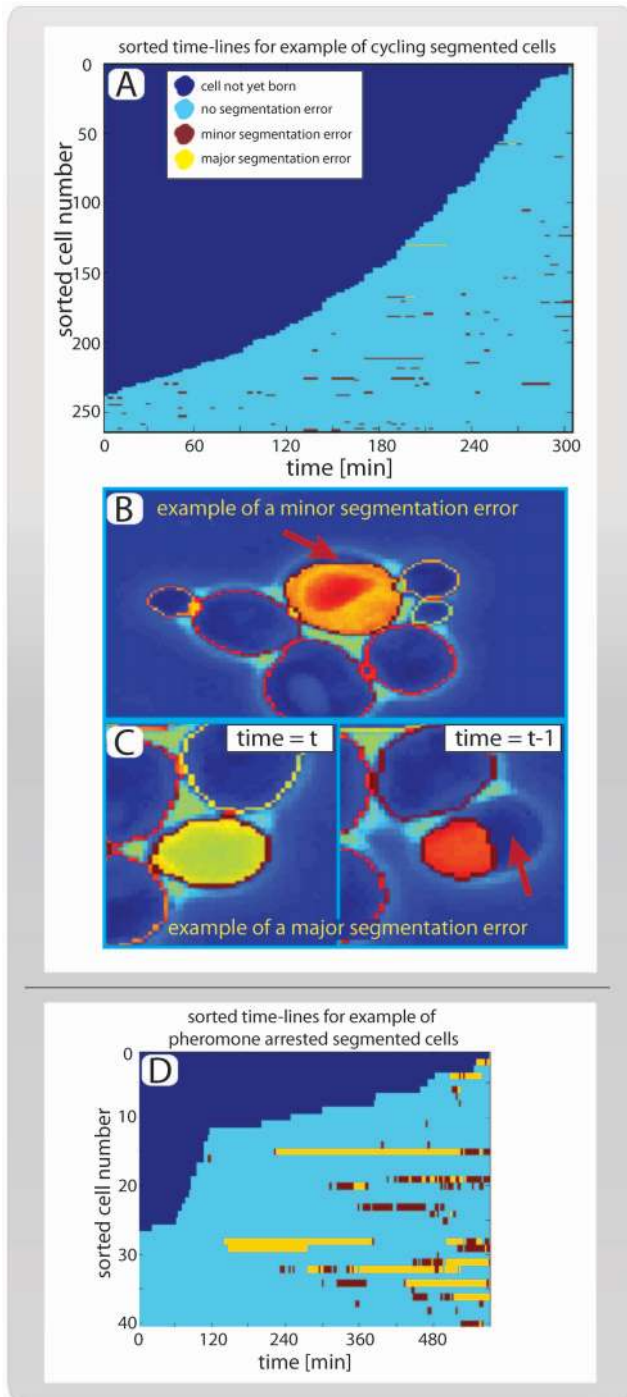 sorted time-lines for example of cycling segmented cells
A
cell not yet born
no segmentation error
minor segmentation error
major segmentation error
0
50
100
150
200
250
sorted cell number
0 60 120 180 240 300
time [min]
B
example of a minor segmentation error
C
time = t
time = t-1
example of a major segmentation error
sorted time-lines for example of
pheromone arrested segmented cells
D
0
10
20
30
40
sorted cell number
0 120 240 360 480
time [min]